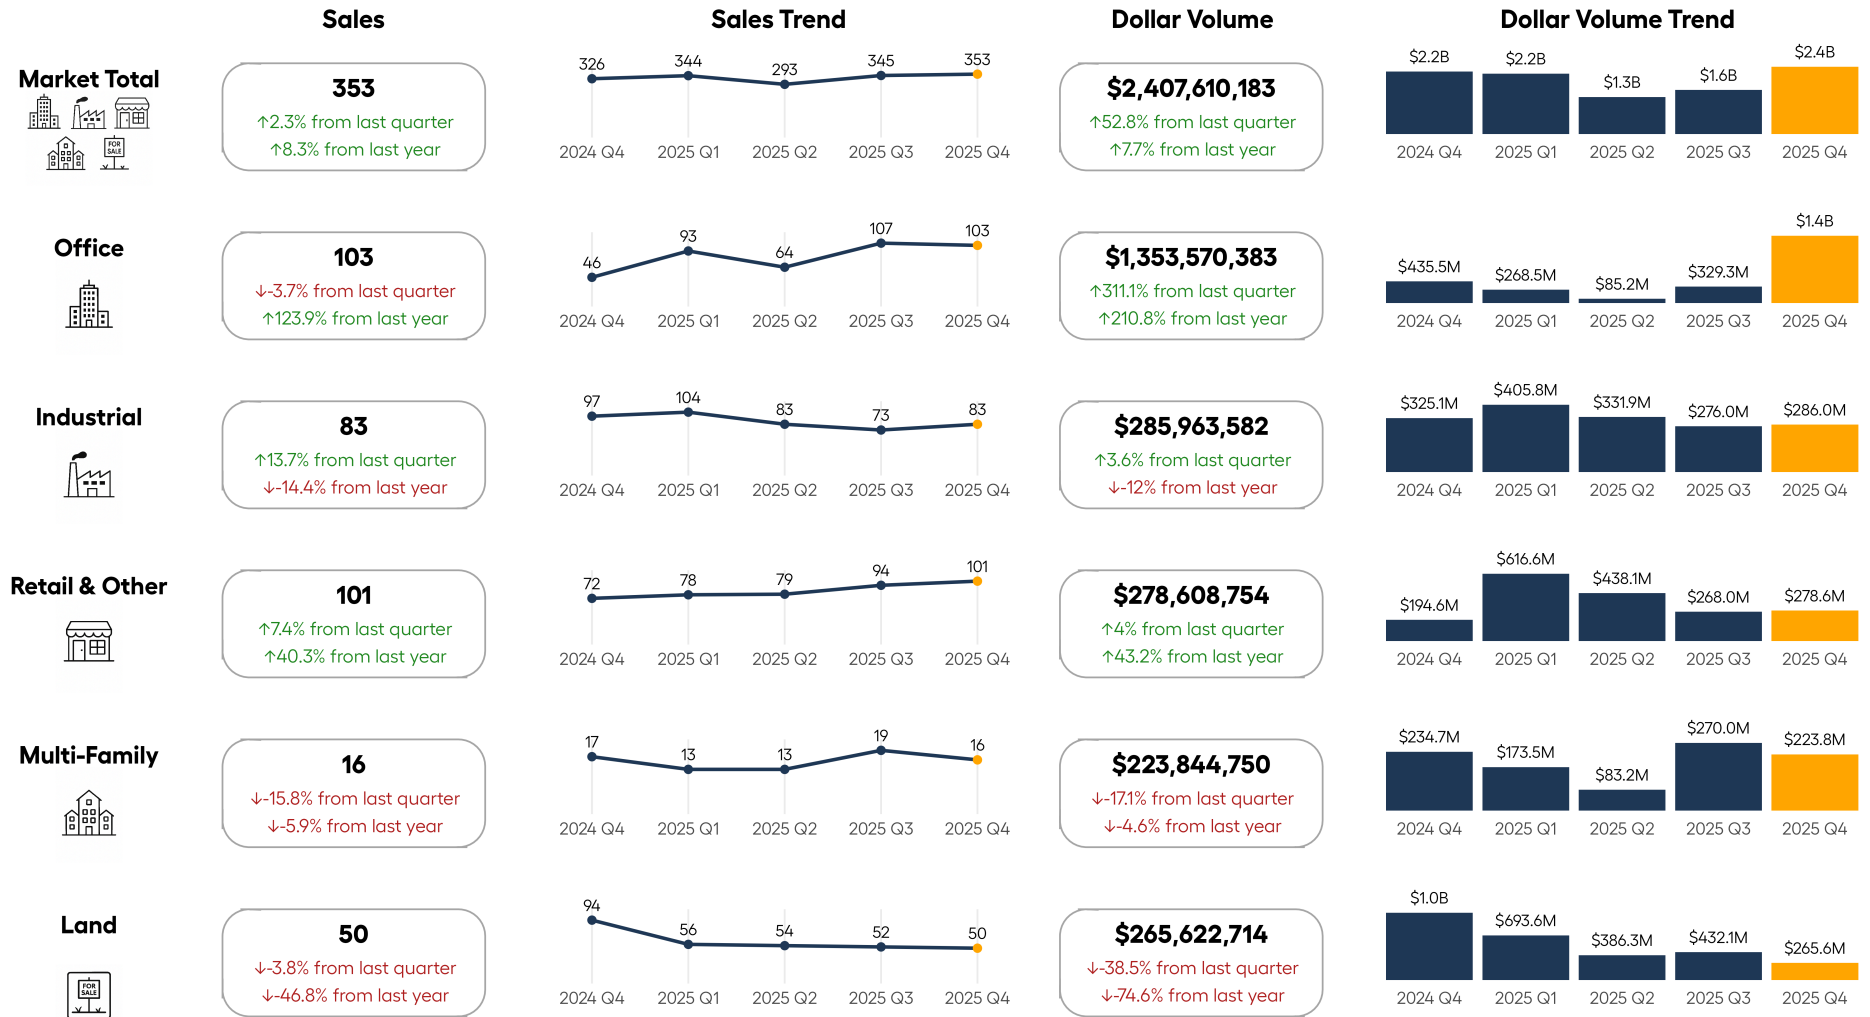 Sales
Sales Trend
Dollar Volume
Dollar Volume Trend
Market Total
FOR SALE
353
↑2.3% from last quarter
↑8.3% from last year
326 344 293 345 353
2024 Q4 2025 Q1 2025 Q2 2025 Q3 2025 Q4
$2,407,610,183
↑52.8% from last quarter
↑7.7% from last year
$2.2B $2.2B $1.3B $1.6B $2.4B
2024 Q4 2025 Q1 2025 Q2 2025 Q3 2025 Q4
Office
103
↓-3.7% from last quarter
↑123.9% from last year
46 93 64 107 103
2024 Q4 2025 Q1 2025 Q2 2025 Q3 2025 Q4
$1,353,570,383
↑311.1% from last quarter
↑210.8% from last year
$435.5M $268.5M $85.2M $329.3M $1.4B
2024 Q4 2025 Q1 2025 Q2 2025 Q3 2025 Q4
Industrial
83
↑13.7% from last quarter
↓-14.4% from last year
97 104 83 73 83
2024 Q4 2025 Q1 2025 Q2 2025 Q3 2025 Q4
$285,963,582
↑3.6% from last quarter
↓-12% from last year
$325.1M $405.8M $331.9M $276.0M $286.0M
2024 Q4 2025 Q1 2025 Q2 2025 Q3 2025 Q4
Retail & Other
101
↑7.4% from last quarter
↑40.3% from last year
72 78 79 94 101
2024 Q4 2025 Q1 2025 Q2 2025 Q3 2025 Q4
$278,608,754
↑4% from last quarter
↑43.2% from last year
$194.6M $616.6M $438.1M $268.0M $278.6M
2024 Q4 2025 Q1 2025 Q2 2025 Q3 2025 Q4
Multi-Family
16
↓-15.8% from last quarter
↓-5.9% from last year
17 13 13 19 16
2024 Q4 2025 Q1 2025 Q2 2025 Q3 2025 Q4
$223,844,750
↓-17.1% from last quarter
↓-4.6% from last year
$234.7M $173.5M $83.2M $270.0M $223.8M
2024 Q4 2025 Q1 2025 Q2 2025 Q3 2025 Q4
Land
FOR SALE
50
↓-3.8% from last quarter
↓-46.8% from last year
94 56 54 52 50
2024 Q4 2025 Q1 2025 Q2 2025 Q3 2025 Q4
$265,622,714
↓-38.5% from last quarter
↓-74.6% from last year
$1.0B $693.6M $386.3M $432.1M $265.6M
2024 Q4 2025 Q1 2025 Q2 2025 Q3 2025 Q4